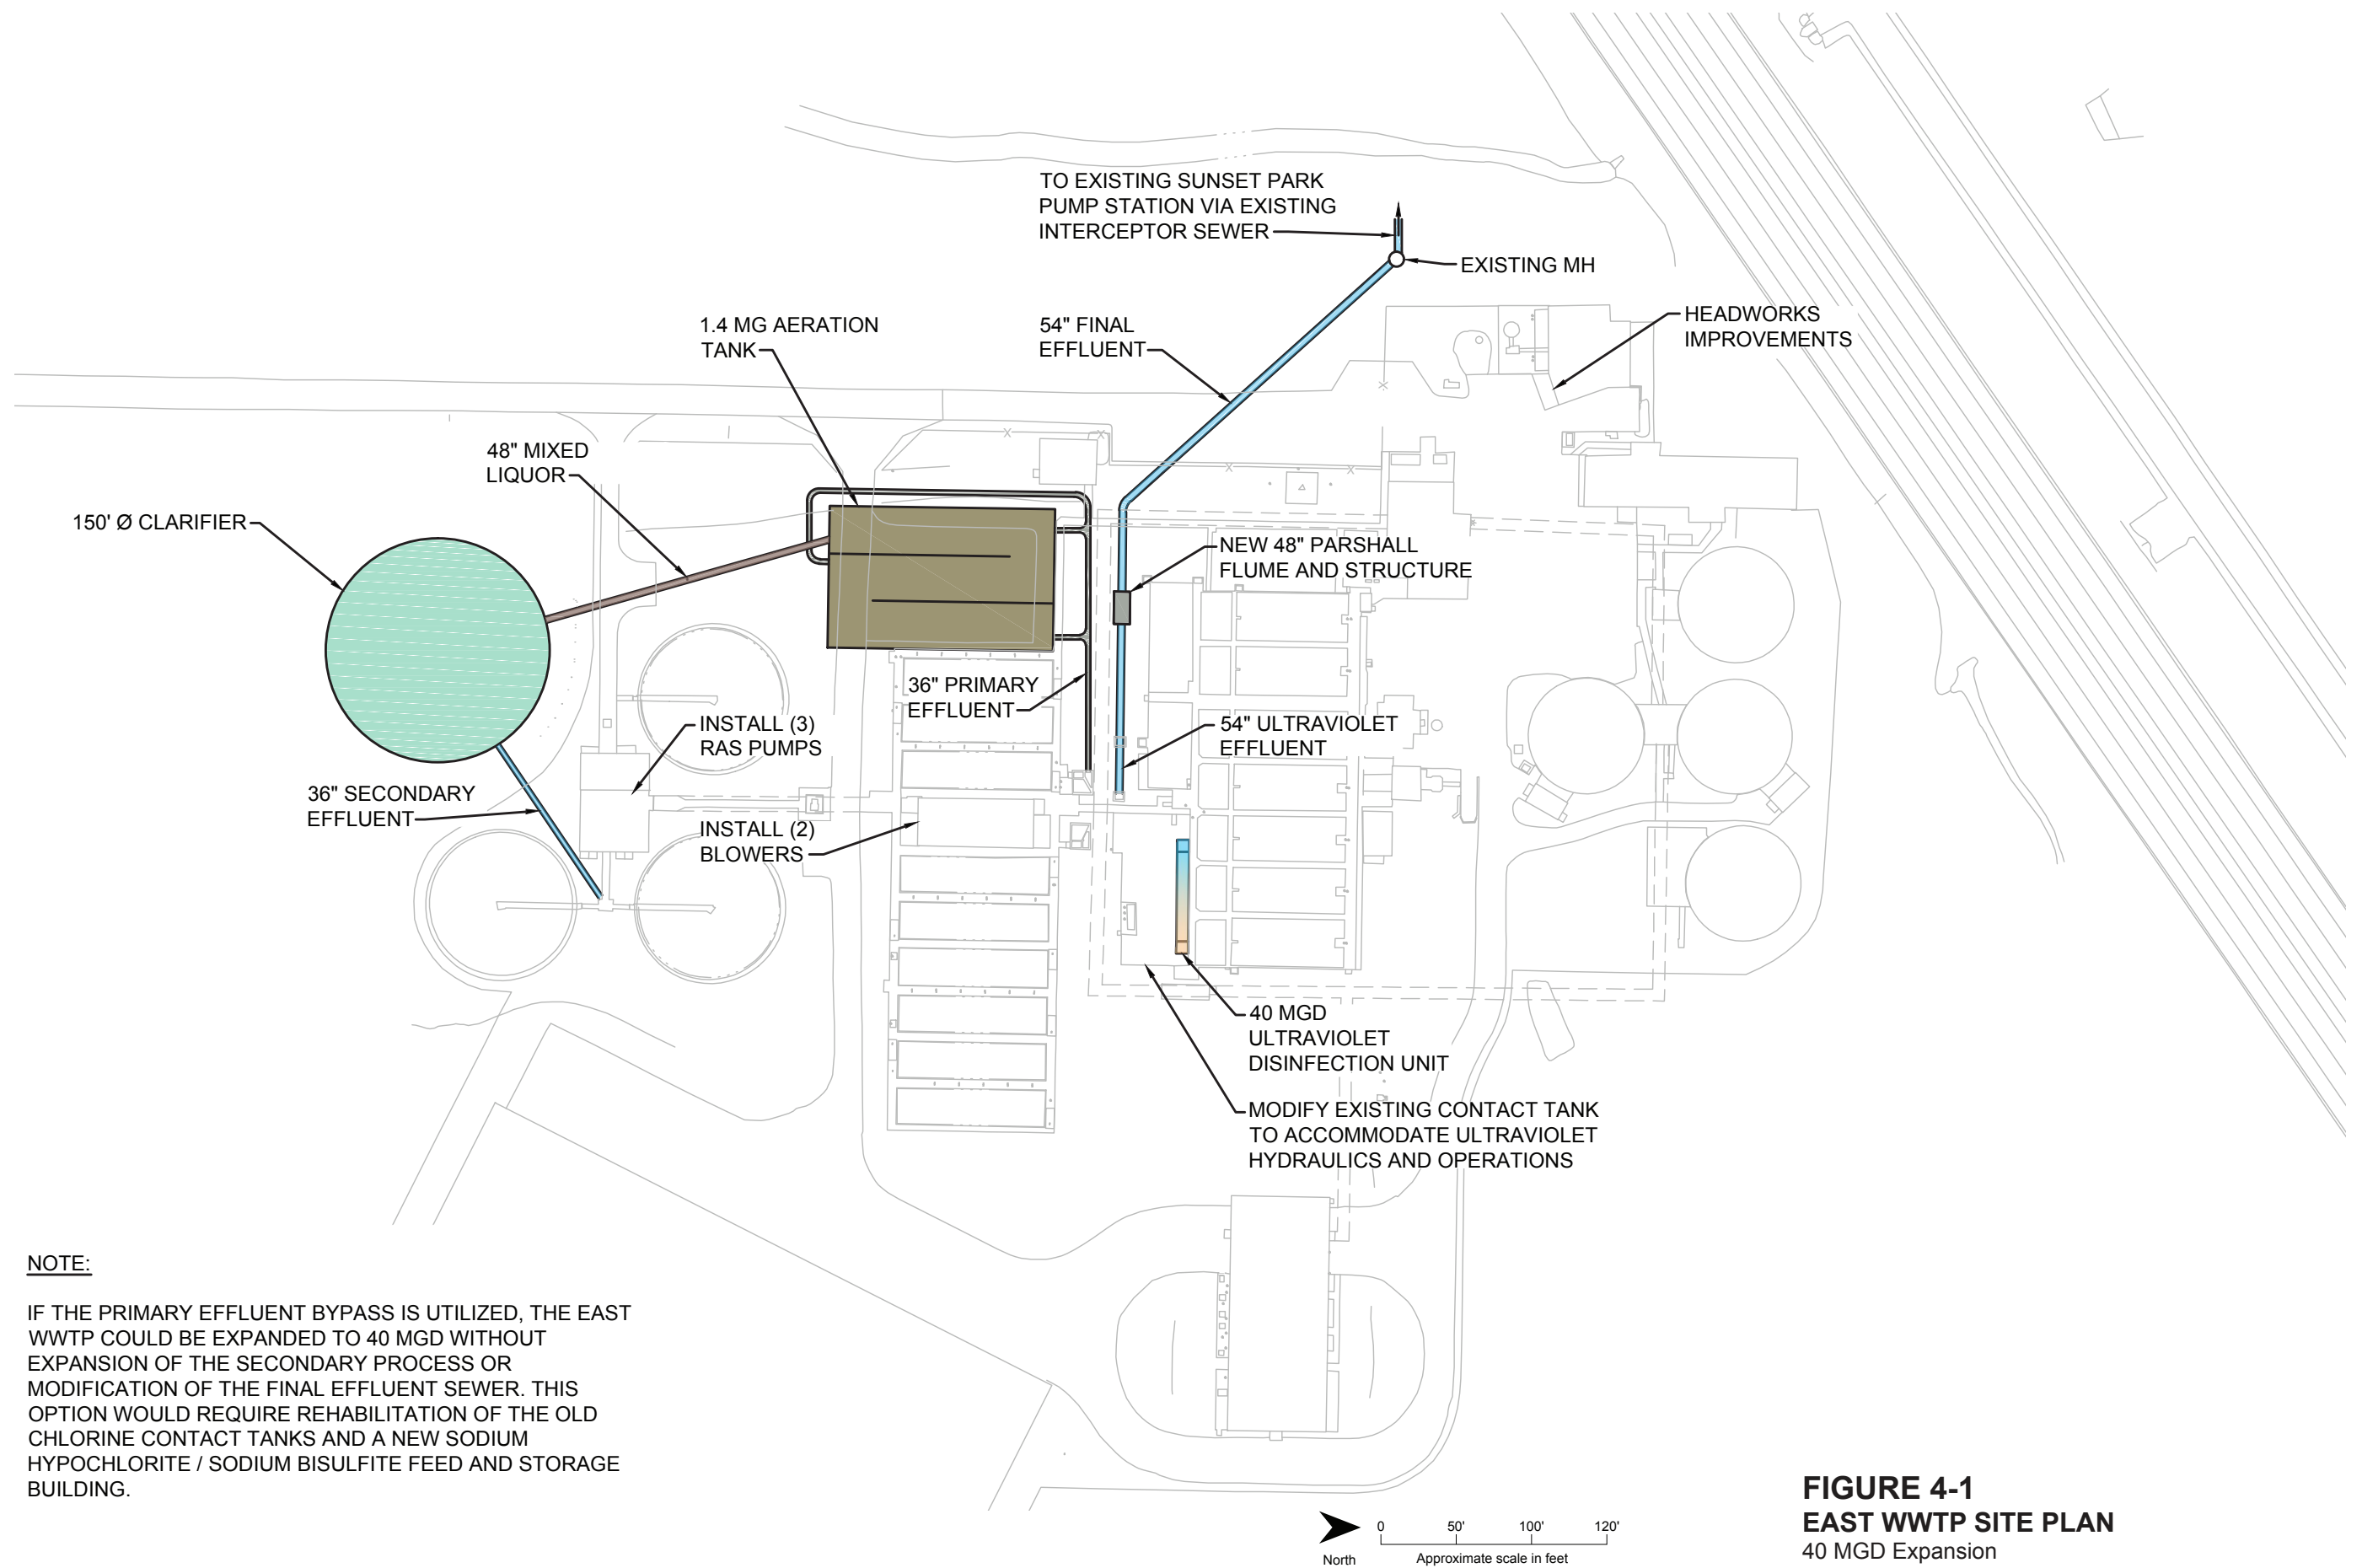 TO EXISTING SUNSET PARK
PUMP STATION VIA EXISTING
INTERCEPTOR SEWER
EXISTING MH
HEADWORKS
IMPROVEMENTS
1.4 MG AERATION
TANK
54" FINAL
EFFLUENT
48" MIXED
LIQUOR
150' Ø CLARIFIER
NEW 48" PARSHALL
FLUME AND STRUCTURE
36" PRIMARY
EFFLUENT
INSTALL (3)
RAS PUMPS
54" ULTRAVIOLET
EFFLUENT
36" SECONDARY
EFFLUENT
INSTALL (2)
BLOWERS
40 MGD
ULTRAVIOLET
DISINFECTION UNIT
MODIFY EXISTING CONTACT TANK
TO ACCOMMODATE ULTRAVIOLET
HYDRAULICS AND OPERATIONS
NOTE:
IF THE PRIMARY EFFLUENT BYPASS IS UTILIZED, THE EAST
WWTP COULD BE EXPANDED TO 40 MGD WITHOUT
EXPANSION OF THE SECONDARY PROCESS OR
MODIFICATION OF THE FINAL EFFLUENT SEWER. THIS
OPTION WOULD REQUIRE REHABILITATION OF THE OLD
CHLORINE CONTACT TANKS AND A NEW SODIUM
HYPOCHLORITE / SODIUM BISULFITE FEED AND STORAGE
BUILDING.
0 50' 100' 120'
North
Approximate scale in feet
FIGURE 4-1
EAST WWTP SITE PLAN
40 MGD Expansion